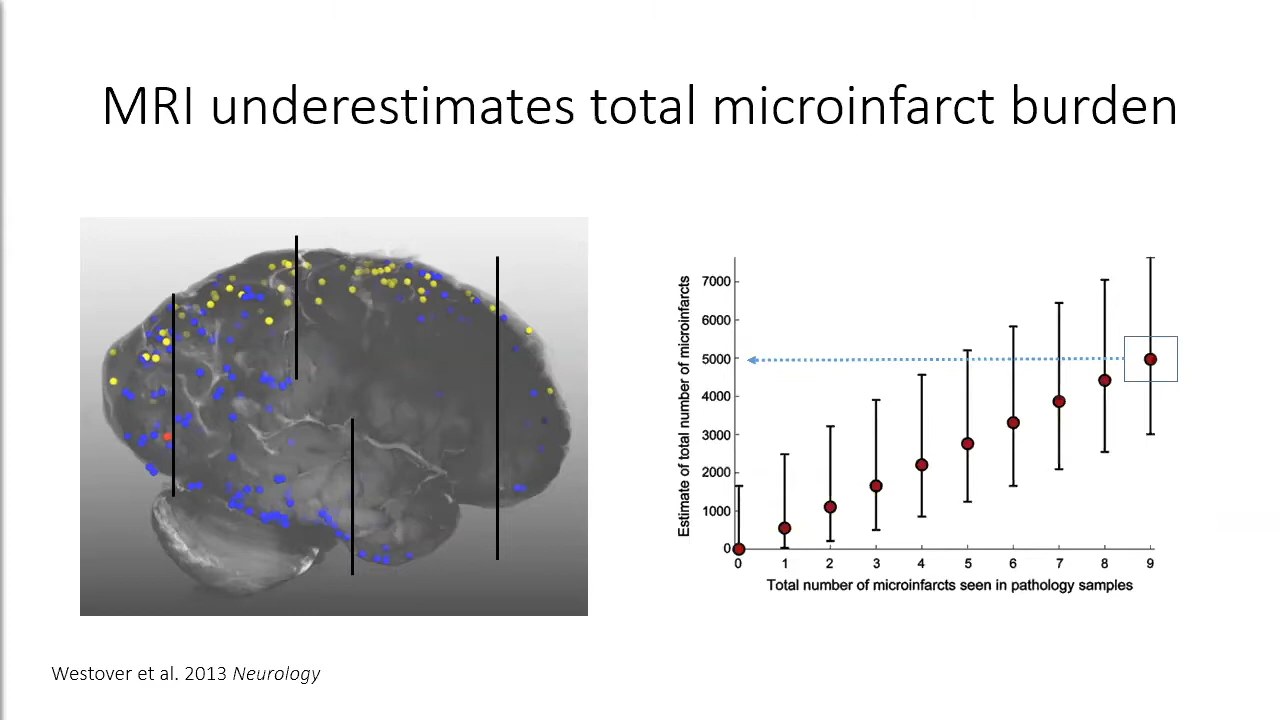 MRI underestimates total microinfarct burden
Estimate of total number of microinfarcts
7000
6000
5000
4000
3000
2000
1000
0
0 1 2 3 4 5 6 7 8 9
Total number of microinfarcts seen in pathology samples
Westover et al. 2013 Neurology